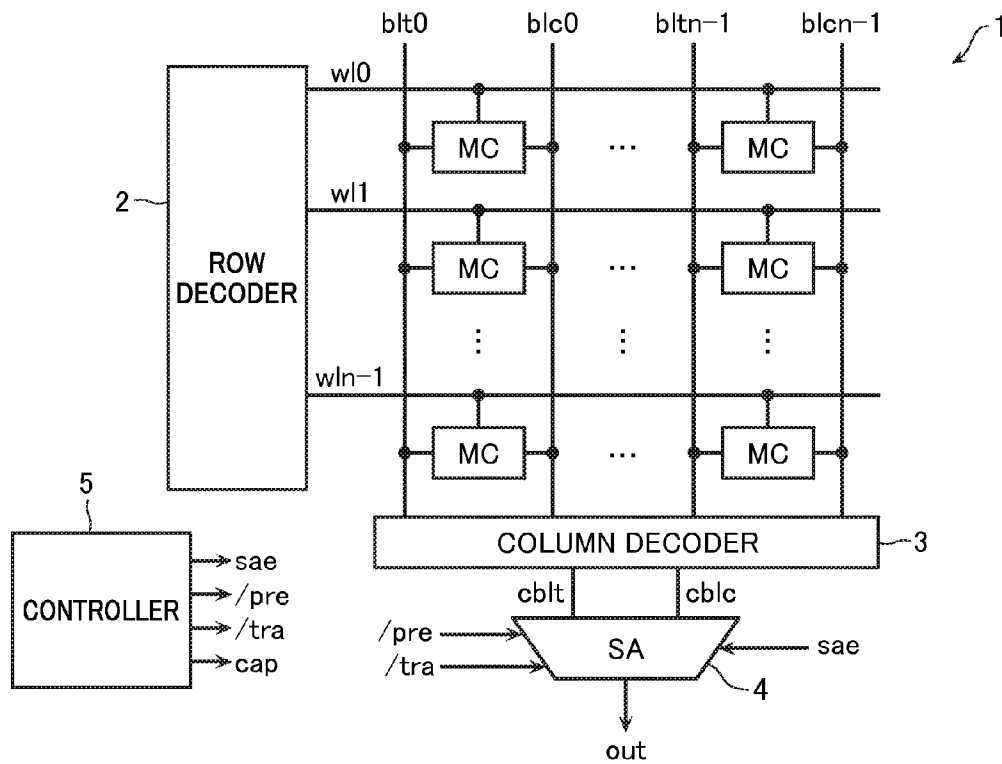 blt0 blc0 bltn-1 blcn-1
1
wl0
MC ... MC
2
wl1
ROW
DECODER
MC ... MC
wln-1
MC ... MC
5
COLUMN DECODER
3
CONTROLLER
sae
/pre
/tra
cap
cblt cblc
/pre
/tra
SA
sae
4
out